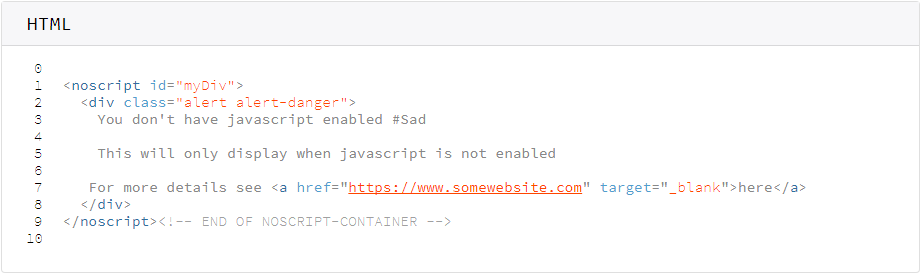 HTML
0
1 <noscript id="myDiv">
2 <div class="alert alert-danger">
3 You don't have javascript enabled #Sad
4
5 This will only display when javascript is not enabled
6
7 For more details see <a href="https://www.somewebsite.com" target="_blank">here</a>
8 </div>
9 </noscript><!-- END OF NOSCRIPT-CONTAINER -->
10